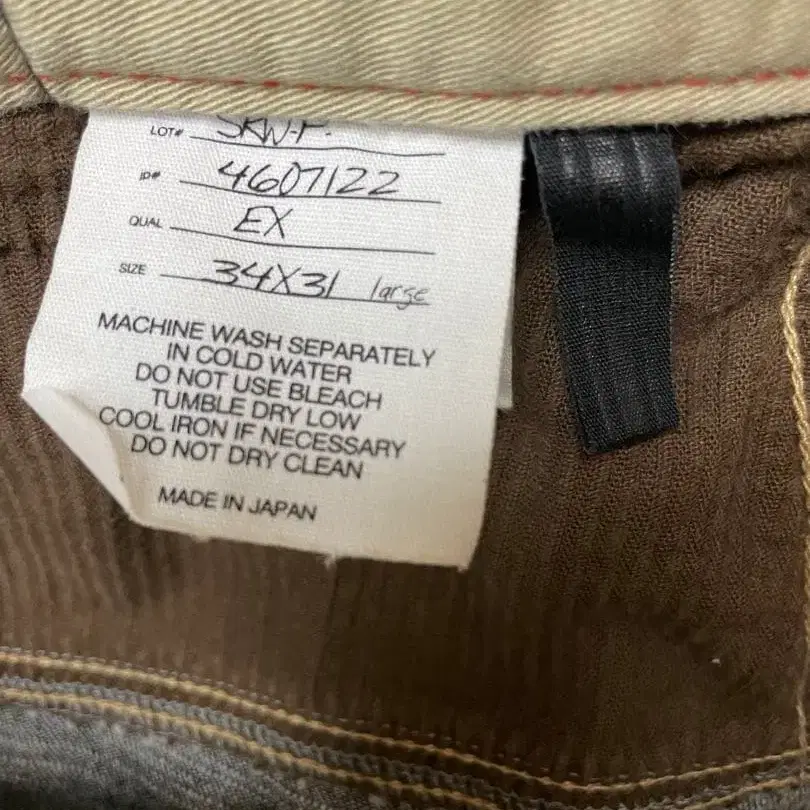 LOT# SKW-P.
IP# 4607122
QUAL EX
SIZE 34X31 large
MACHINE WASH SEPARATELY
IN COLD WATER
DO NOT USE BLEACH
TUMBLE DRY LOW
COOL IRON IF NECESSARY
DO NOT DRY CLEAN
MADE IN JAPAN